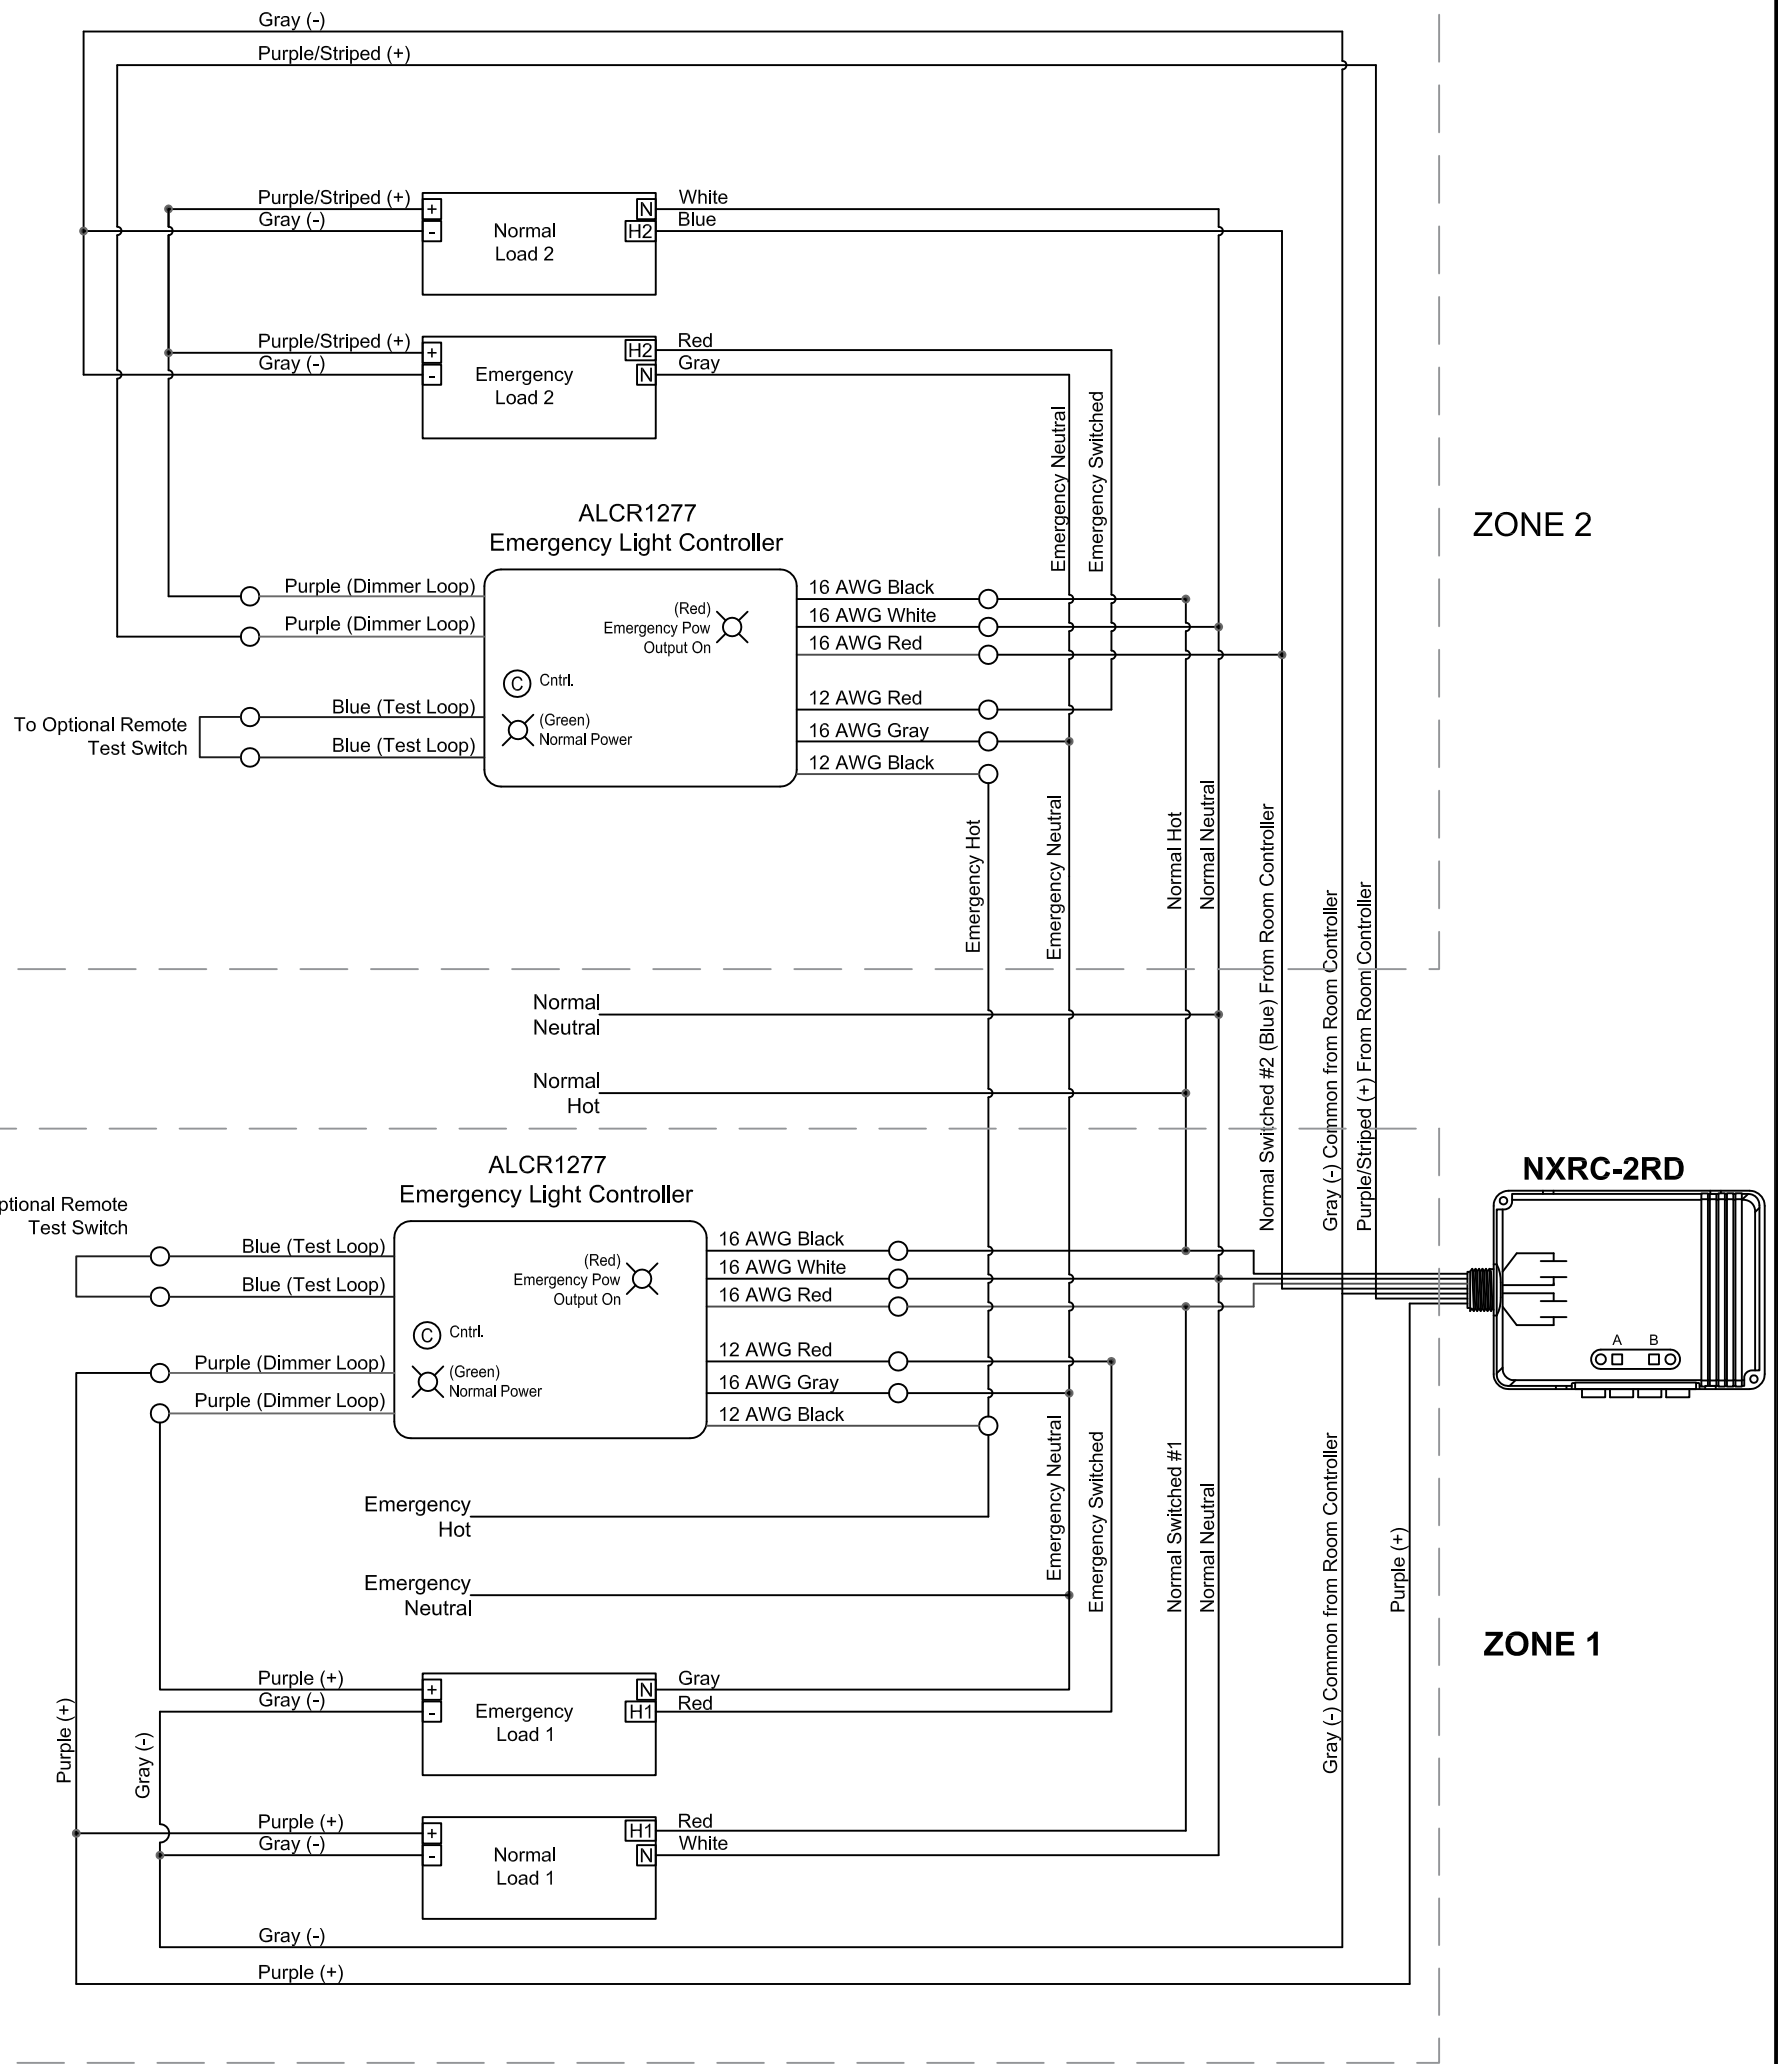 Gray (-)
Purple/Striped (+)
Purple/Striped (+)
Gray (-)
+
-
Normal
Load 2
N
H2
White
Blue
Purple/Striped (+)
Gray (-)
+
-
Emergency
Load 2
H2
N
Red
Gray
Emergency Neutral
Emergency Switched
ZONE 2
ALCR1277
Emergency Light Controller
Purple (Dimmer Loop)
Purple (Dimmer Loop)
(Red)
Emergency Pow
Output On
C Cntrl.
(Green)
Normal Power
Blue (Test Loop)
Blue (Test Loop)
To Optional Remote
Test Switch
16 AWG Black
16 AWG White
16 AWG Red
12 AWG Red
16 AWG Gray
12 AWG Black
Emergency Hot
Emergency Neutral
Normal Hot
Normal Neutral
Normal Switched #2 (Blue) From Room Controller
Gray (-) Common from Room Controller
Purple/Striped (+) From Room Controller
Normal
Neutral
Normal
Hot
ALCR1277
Emergency Light Controller
NXRC-2RD
A B
ptional Remote
Test Switch
Blue (Test Loop)
Blue (Test Loop)
(Red)
Emergency Pow
Output On
C Cntrl.
(Green)
Normal Power
Purple (Dimmer Loop)
Purple (Dimmer Loop)
16 AWG Black
16 AWG White
16 AWG Red
12 AWG Red
16 AWG Gray
12 AWG Black
Emergency
Hot
Emergency
Neutral
Emergency Neutral
Emergency Switched
Normal Switched #1
Normal Neutral
Gray (-) Common from Room Controller
Purple (+)
ZONE 1
Purple (+)
Gray (-)
Purple (+)
Gray (-)
+
-
Emergency
Load 1
N
H1
Gray
Red
Purple (+)
Gray (-)
+
-
Normal
Load 1
H1
N
Red
White
Gray (-)
Purple (+)